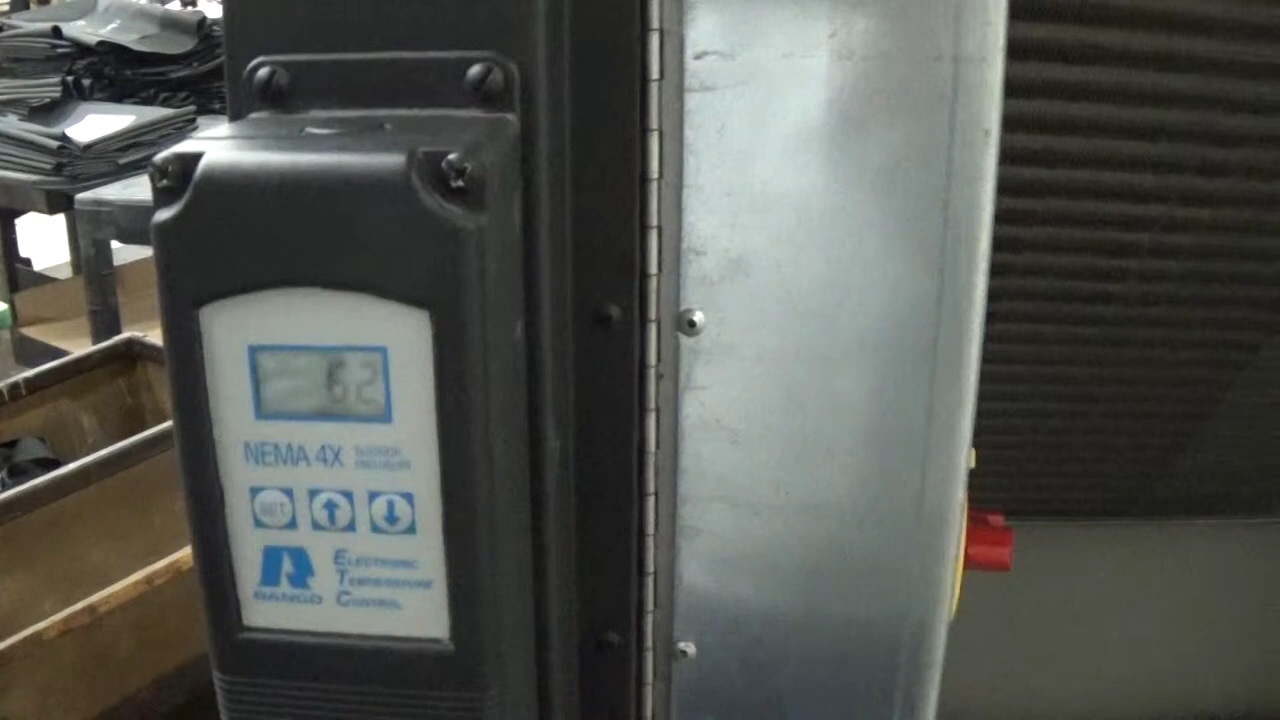 62
NEMA 4X
SET
R
RANCO
ELECTRONIC
TEMPERATURE
CONTROL